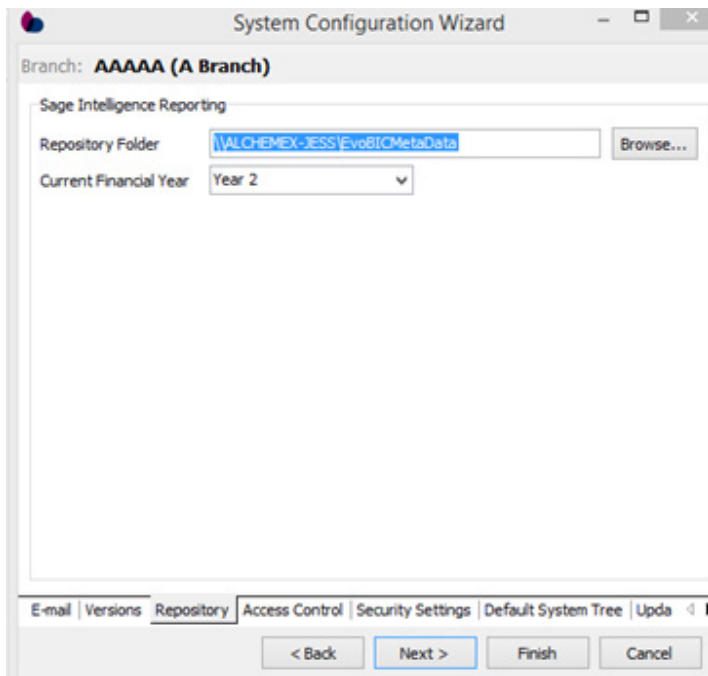 System Configuration Wizard
Branch: AAAAA (A Branch)
Sage Intelligence Reporting
Repository Folder \\ALCHEMEX-JESS\EvoBICMetaData Browse...
Current Financial Year Year 2
E-mail Versions Repository Access Control Security Settings Default System Tree Upda
< Back Next > Finish Cancel